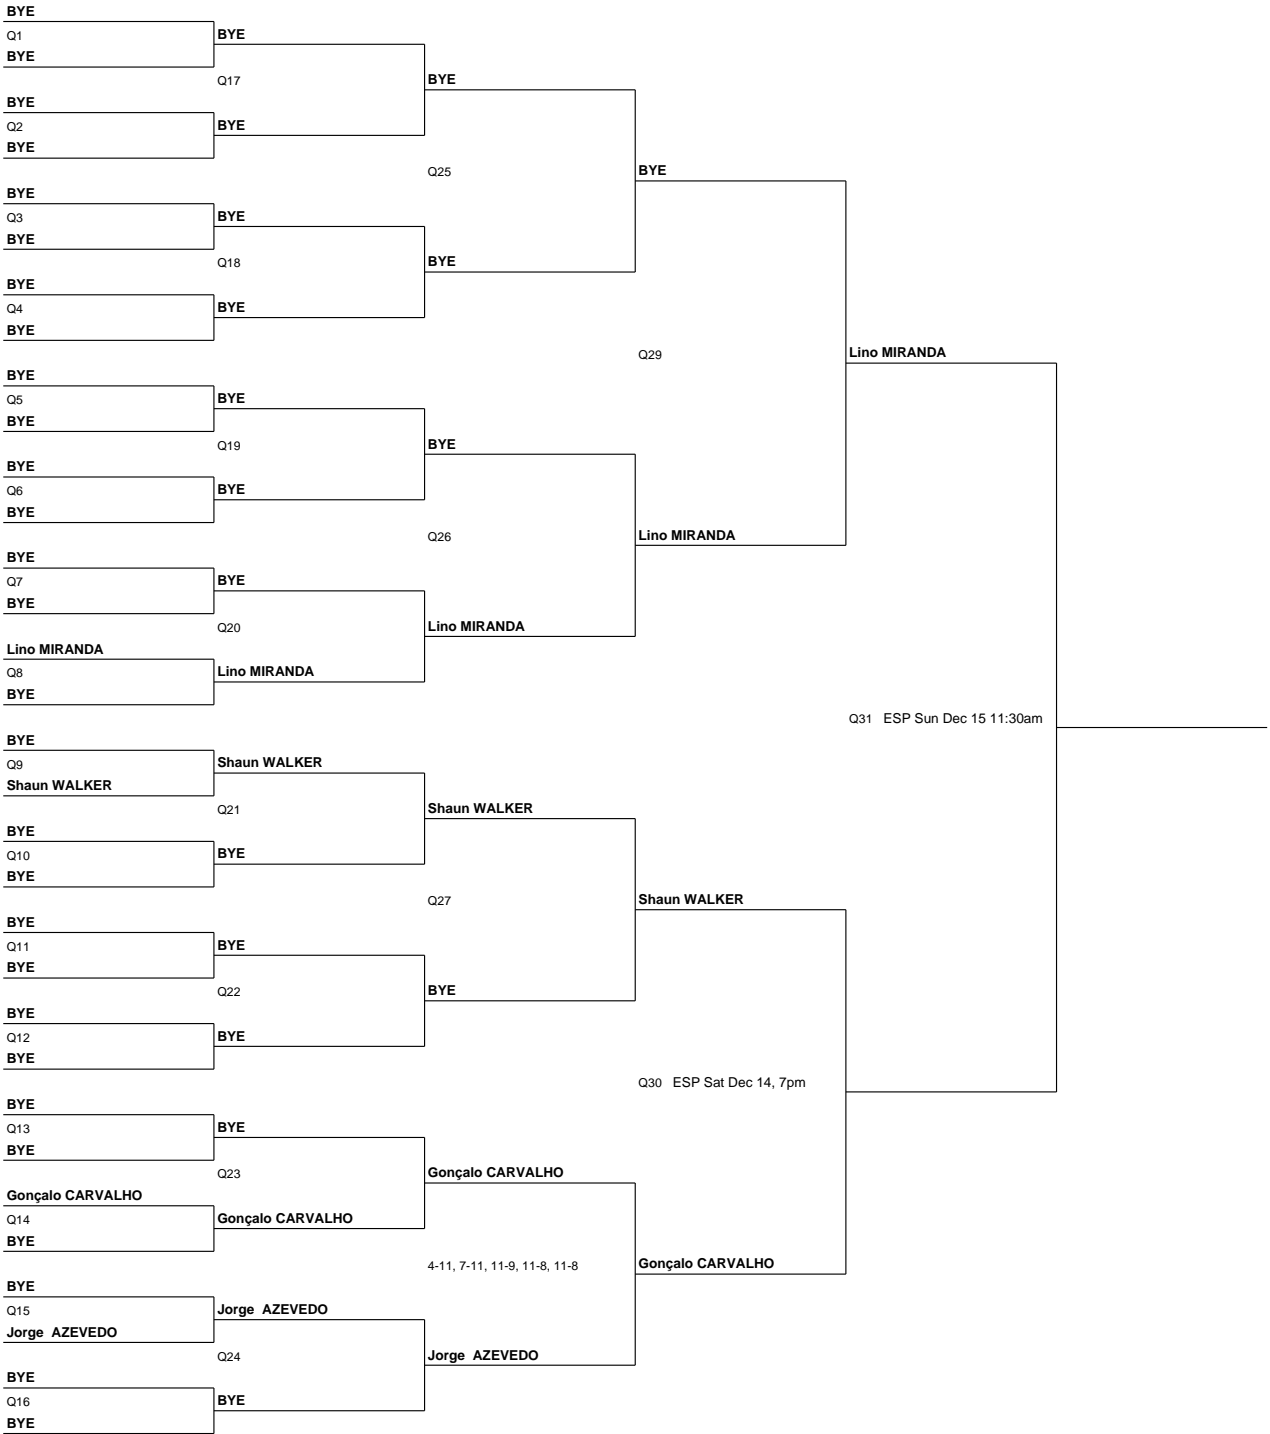 BYE
Q1
BYE
BYE
Q17
BYE
BYE
Q2
BYE
BYE
Q25
BYE
BYE
Q3
BYE
BYE
Q18
BYE
BYE
Q4
BYE
BYE
Q29
Lino MIRANDA
BYE
Q5
BYE
BYE
Q19
BYE
BYE
Q6
BYE
BYE
Q26
Lino MIRANDA
BYE
Q7
BYE
BYE
Q20
Lino MIRANDA
Lino MIRANDA
Q8
Lino MIRANDA
BYE
Q31 ESP Sun Dec 15 11:30am
BYE
Q9
Shaun WALKER
Shaun WALKER
Q21
Shaun WALKER
BYE
Q10
BYE
BYE
Q27
Shaun WALKER
BYE
Q11
BYE
BYE
Q22
BYE
BYE
Q12
BYE
BYE
Q30 ESP Sat Dec 14, 7pm
BYE
Q13
BYE
BYE
Q23
Gonçalo CARVALHO
Gonçalo CARVALHO
Q14
Gonçalo CARVALHO
BYE
4-11, 7-11, 11-9, 11-8, 11-8
Gonçalo CARVALHO
BYE
Q15
Jorge AZEVEDO
Jorge AZEVEDO
Q24
Jorge AZEVEDO
BYE
Q16
BYE
BYE